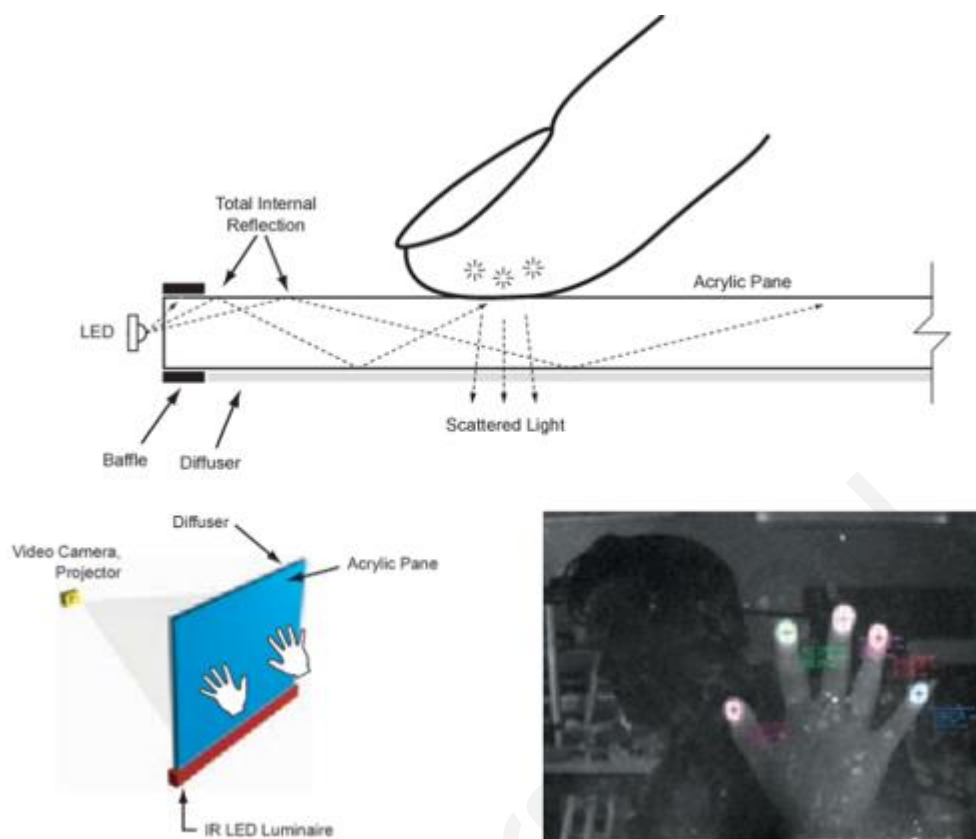 Total Internal
Reflection
Acrylic Pane
LED
Scattered Light
Baffle
Diffuser
Diffuser
Video Camera,
Projector
Acrylic Pane
IR LED Luminaire